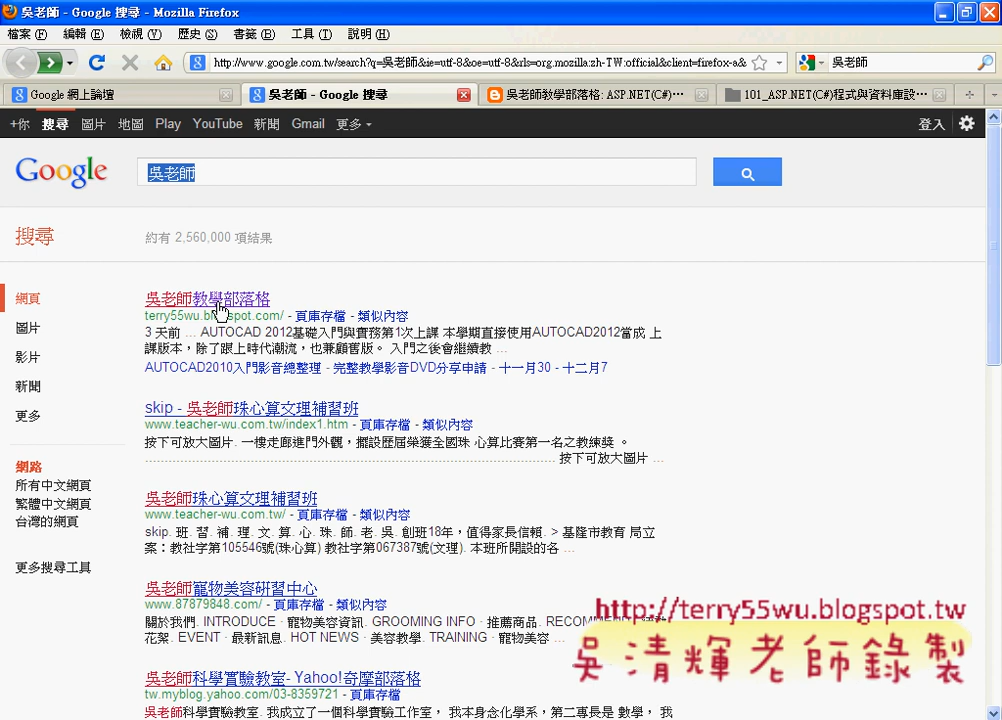 吳老師 - Google 搜尋 - Mozilla Firefox
檔案(F) 編輯(E) 檢視(V) 歷史(S) 書籤(B) 工具(T) 說明(H)
http://www.google.com.tw/search?q=吳老師&ie=utf-8&oe=utf-8&rls=org.mozilla:zh-TW:official&client=firefox-a& 吳老師
Google 網上論壇 吳老師 - Google 搜尋 吳老師教學部落格: ASP.NET(C#)… 101_ASP.NET(C#)程式與資料庫設…
+你 搜尋 圖片 地圖 Play YouTube 新聞 Gmail 更多 登入
Google 吳老師
搜尋 約有 2,560,000 項結果
網頁
圖片
影片
新聞
更多
網路
所有中文網頁
繁體中文網頁
台灣的網頁
更多搜尋工具
吳老師教學部落格
terry55wu.blogspot.com/ - 頁庫存檔 - 類似內容
3 天前 ... AUTOCAD 2012基礎入門與實務第1次上課 本學期直接使用AUTOCAD2012當成 上
課版本，除了跟上時代潮流，也兼顧舊版。 入門之後會繼續教 ...
AUTOCAD2010入門影音總整理 - 完整教學影音DVD分享申請 - 十一月30 - 十二月7
skip - 吳老師珠心算文理補習班
www.teacher-wu.com.tw/index1.htm - 頁庫存檔 - 類似內容
按下可放大圖片. 一樓走廊進門外觀，擺設歷屆榮獲全國珠 心算比賽第一名之教練獎 。
按下可放大圖片 ...
吳老師珠心算文理補習班
www.teacher-wu.com.tw/ - 頁庫存檔 - 類似內容
skip. 班. 習. 補. 理. 文. 算. 心. 珠. 師. 老. 吳. 創班18年，值得家長信賴. > 基隆市教育 局立
案：教社字第105546號(珠心算) 教社字第067387號(文理). 本班所開設的各 ...
吳老師寵物美容研習中心
www.87879848.com/ - 頁庫存檔 - 類似內容
關於我們. INTRODUCE · 寵物美容資訊. GROOMING INFO · 推薦商品. RECOMMEND.
花絮. EVENT · 最新訊息. HOT NEWS · 美容教學. TRAINING · 寵物美容 ...
吳老師科學實驗教室- Yahoo!奇摩部落格
tw.myblog.yahoo.com/03-8359721 - 頁庫存檔
吳老師科學實驗教室. 我成立了一個科學實驗工作室， 我本身念化學系，第二專長是 數學， 我
http://terry55wu.blogspot.tw
吳清輝老師錄製